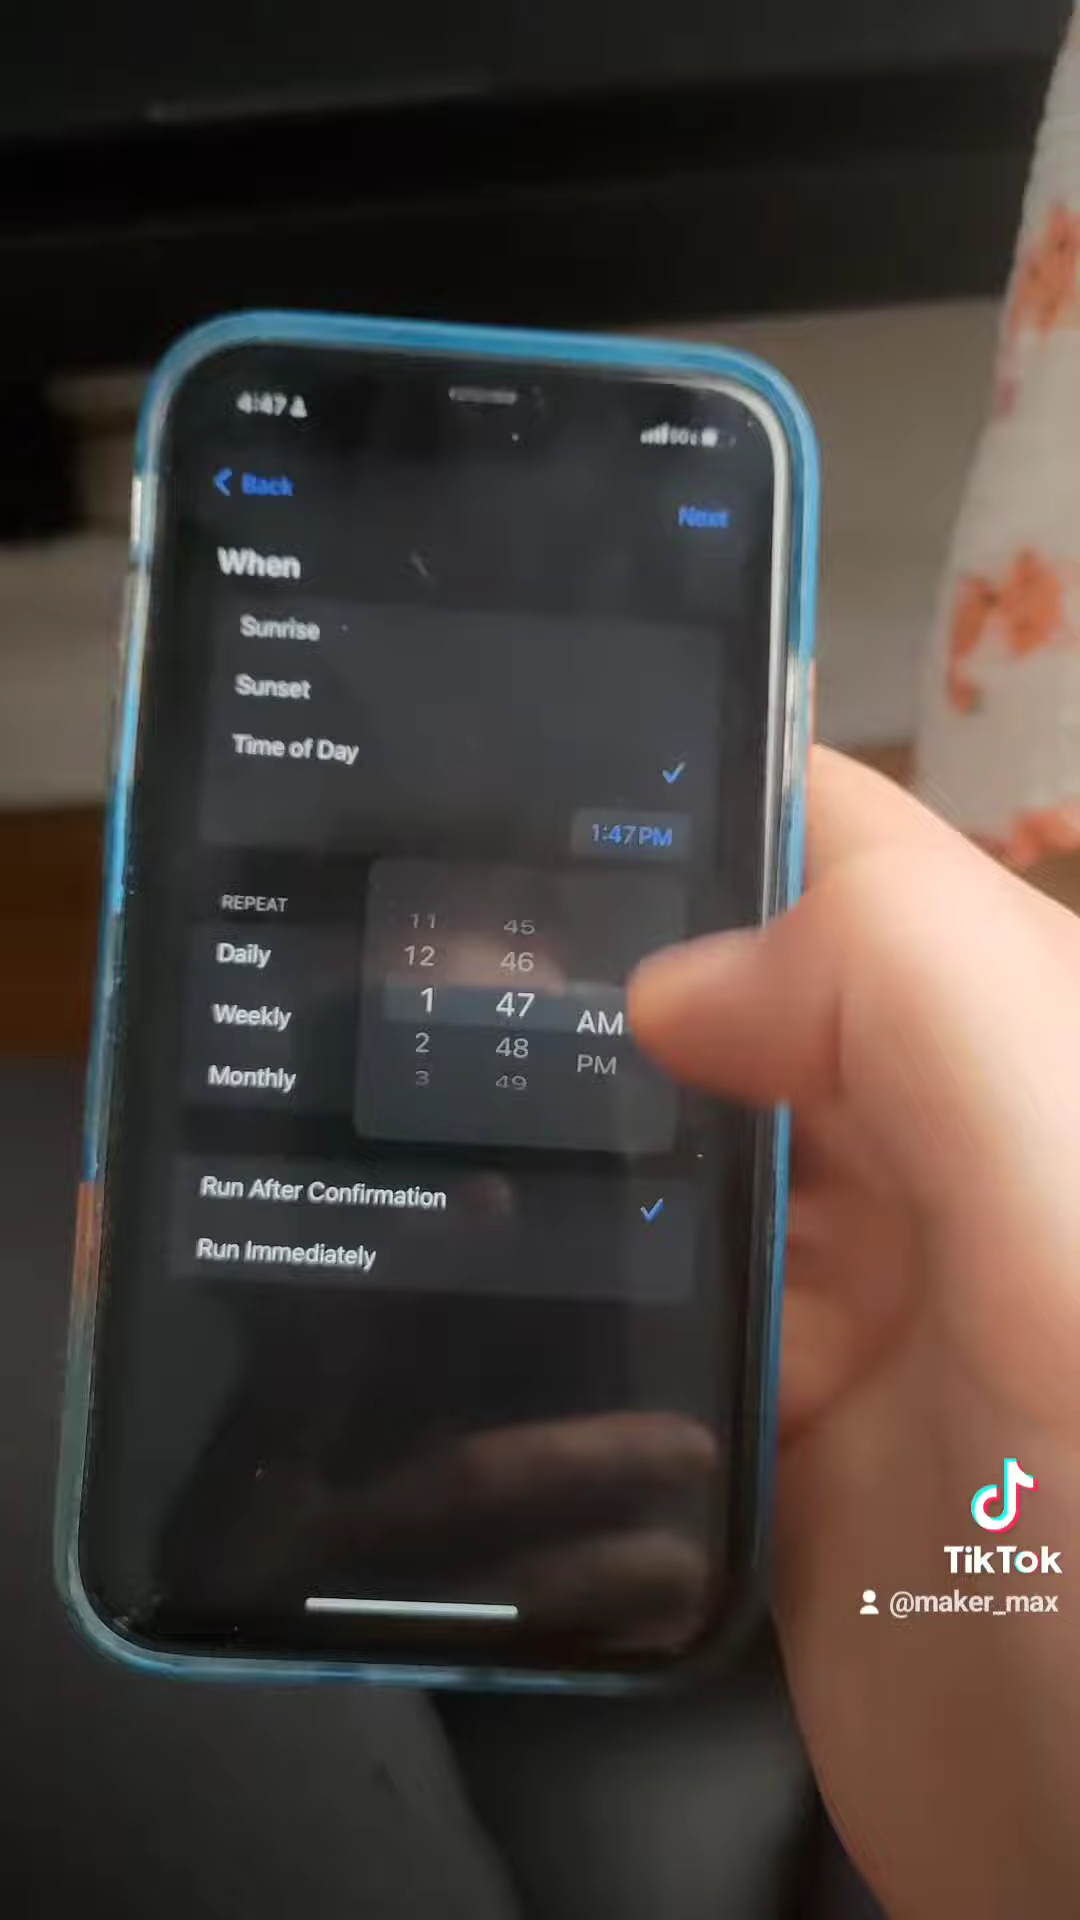 4:47
Back
Next
When
Sunrise
Sunset
Time of Day
1:47 PM
REPEAT
Daily
Weekly
Monthly
11 45
12 46
1 47 AM
2 48 PM
3 49
Run After Confirmation
Run Immediately
TikTok
@maker_max